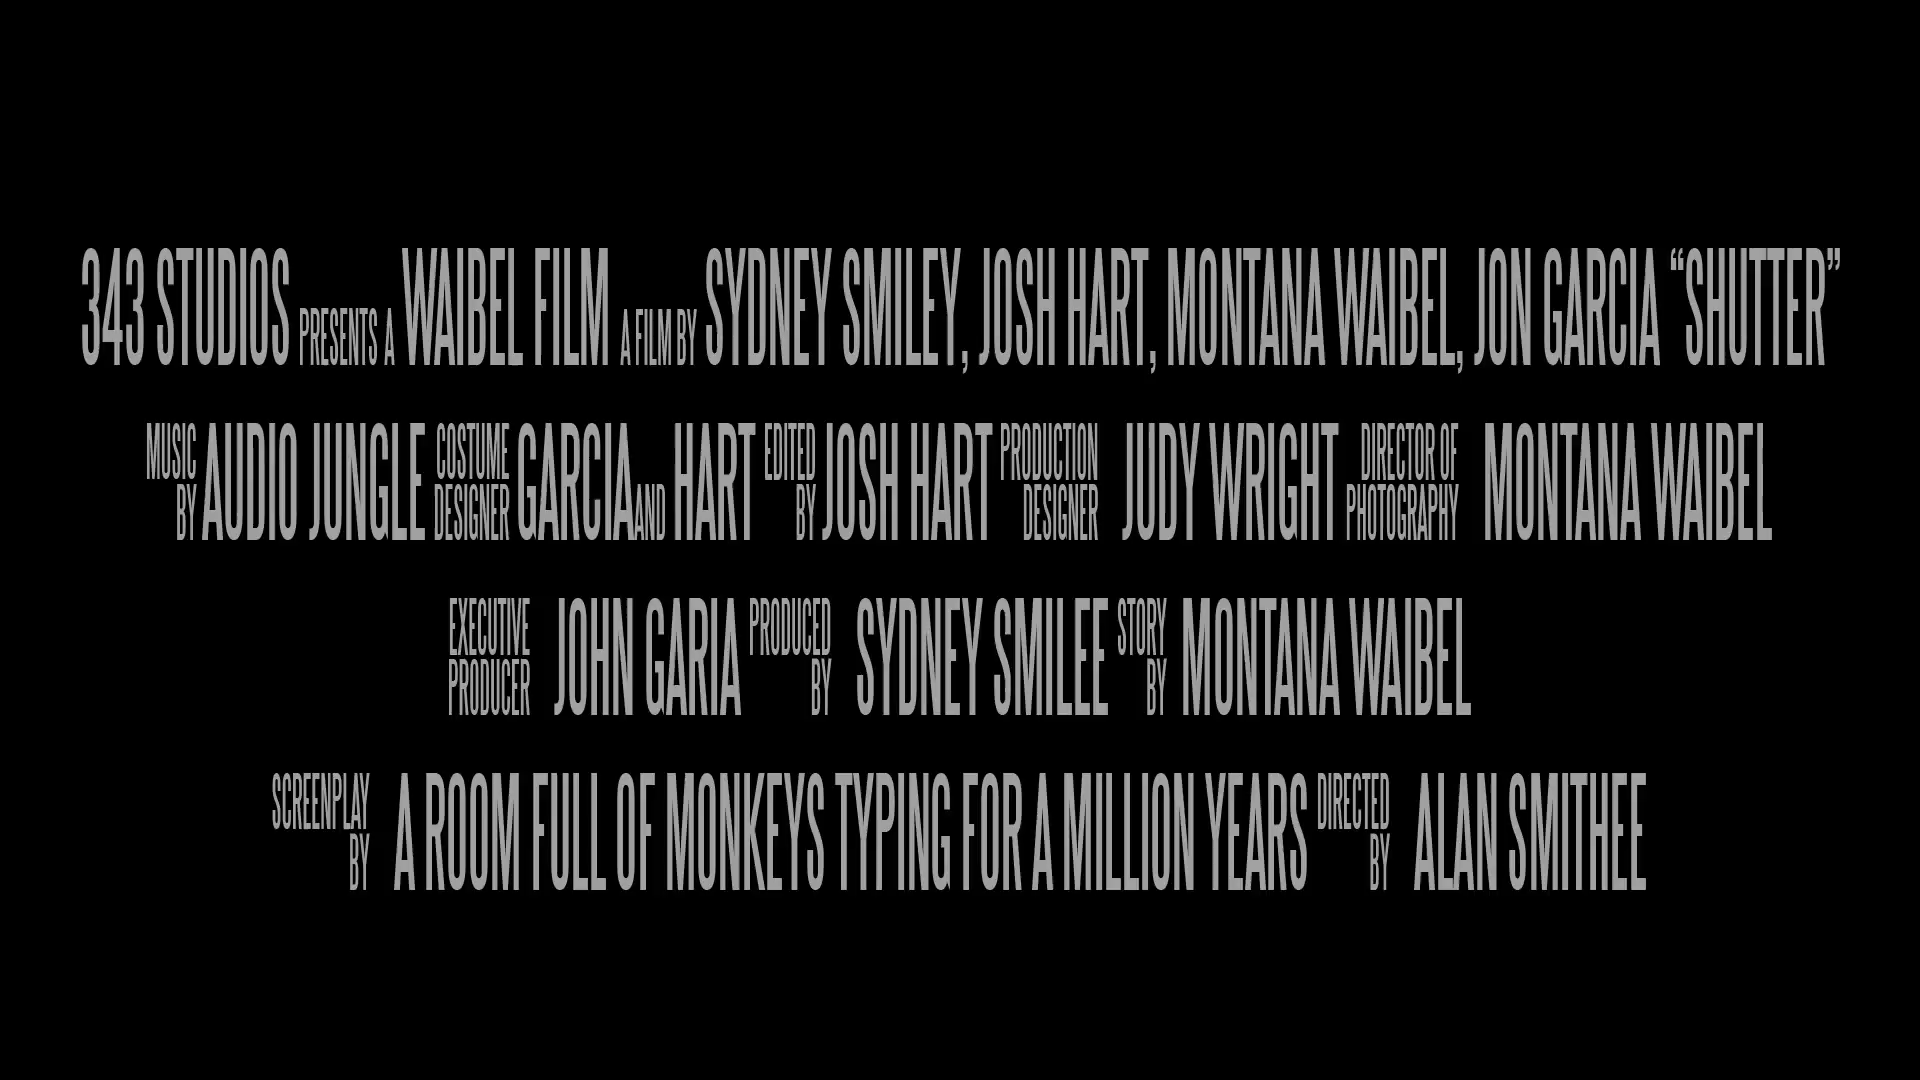 343 STUDIOS PRESENTS A WAIBEL FILM A FILM BY SYDNEY SMILEY, JOSH HART, MONTANA WAIBEL, JON GARCIA “SHUTTER”
MUSIC BY AUDIO JUNGLE COSTUME DESIGNER GARCIA AND HART EDITED BY JOSH HART PRODUCTION DESIGNER JUDY WRIGHT DIRECTOR OF PHOTOGRAPHY MONTANA WAIBEL
EXECUTIVE PRODUCER JOHN GARIA PRODUCED BY SYDNEY SMILEE STORY BY MONTANA WAIBEL
SCREENPLAY BY A ROOM FULL OF MONKEYS TYPING FOR A MILLION YEARS DIRECTED BY ALAN SMITHEE